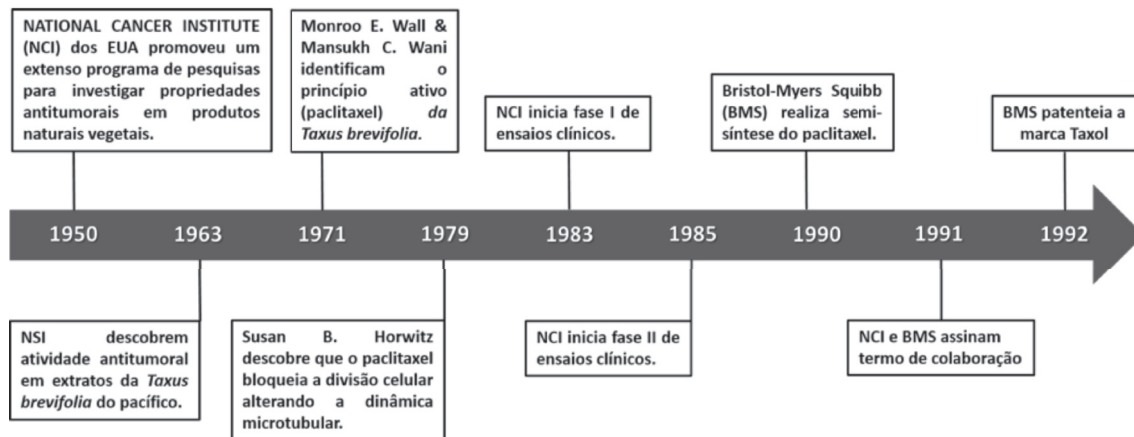 NATIONAL CANCER INSTITUTE
(NCI) dos EUA promoveu um
extenso programa de pesquisas
para investigar propriedades
antitumorais em produtos
naturais vegetais.
Monroo E. Wall &
Mansukh C. Wani
identificam o
princípio ativo
(paclitaxel) da
Taxus brevifolia.
NCI inicia fase I de
ensaios clínicos.
Bristol-Myers Squibb
(BMS) realiza semi-
síntese do paclitaxel.
BMS patenteia a
marca Taxol
1950 1963 1971 1979 1983 1985 1990 1991 1992
NSI descobrem
atividade antitumoral
em extratos da Taxus
brevifolia do pacífico.
Susan B. Horwitz
descobre que o paclitaxel
bloqueia a divisão celular
alterando a dinâmica
microtubular.
NCI inicia fase II de
ensaios clínicos.
NCI e BMS assinam
termo de colaboração